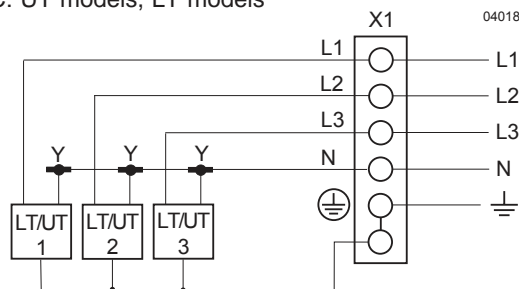 C: UT models, LT models
X1
04018
L1
L1
L2
L2
L3
L3
N
N
Y
Y
Y
LT/UT
1
LT/UT
2
LT/UT
3